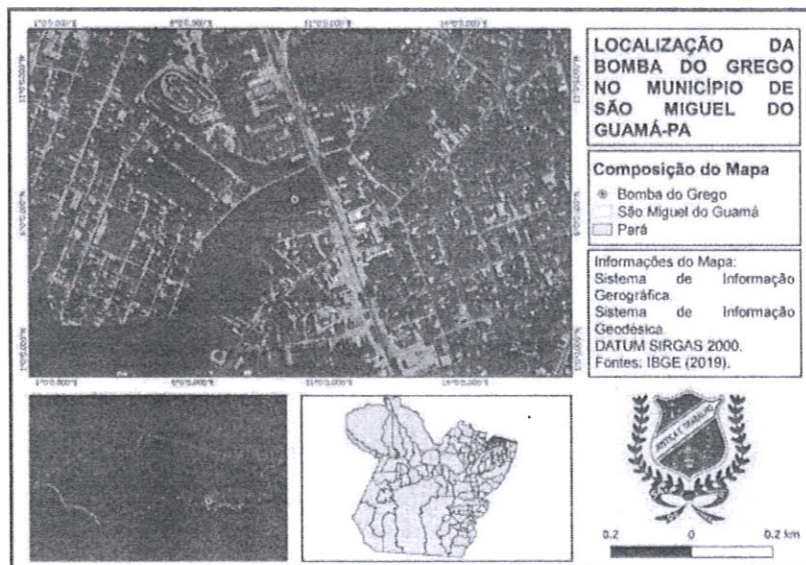 LOCALIZAÇÃO DA
BOMBA DO GREGO
NO MUNICÍPIO DE
SÃO MIGUEL DO
GUAMÁ-PA
Composição do Mapa
Bomba do Grego
São Miguel do Guamá
Pará
Informações do Mapa:
Sistema de Informação
Gerográfica.
Sistema de Informação
Geodésica.
DATUM SIRGAS 2000.
Fontes: IBGE (2019).
JUSTIÇA E TRABALHO
0.2 0 0.2 km